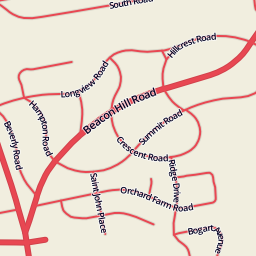 South Road
Hillcrest Road
Longview Road
Beacon Hill Road
Hampton Road
Beverly Road
Summit Road
Crescent Road
Ridge Drive
Saint John Place
Orchard Farm Road
Bogart Avenue